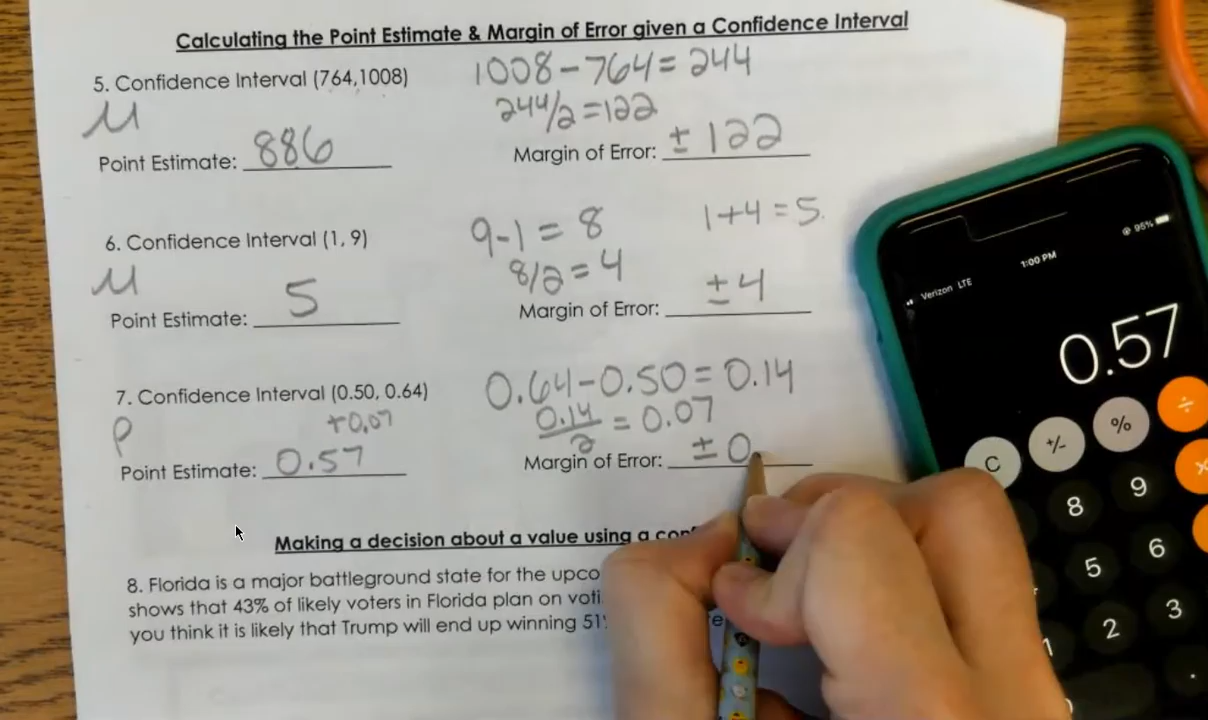 Calculating the Point Estimate & Margin of Error given a Confidence Interval
5. Confidence Interval (764,1008)
1008-764=244
244/2=122
μ
Point Estimate: 886
Margin of Error: ±122
6. Confidence Interval (1, 9)
9-1=8
1+4=5.
8/2=4
μ
Point Estimate: 5
Margin of Error: ±4
7. Confidence Interval (0.50, 0.64)
0.64-0.50=0.14
+0.07
0.14/2=0.07
P
Point Estimate: 0.57
Margin of Error: ±0.
Making a decision about a value using a
8. Florida is a major battleground state for the
shows that 43% of likely voters in Florida plan on
you think it is likely that Trump will end up winning
Verizon LTE
1:00 PM
95%
0.57
C +/- % ÷
8 9
5 6
2 3
.